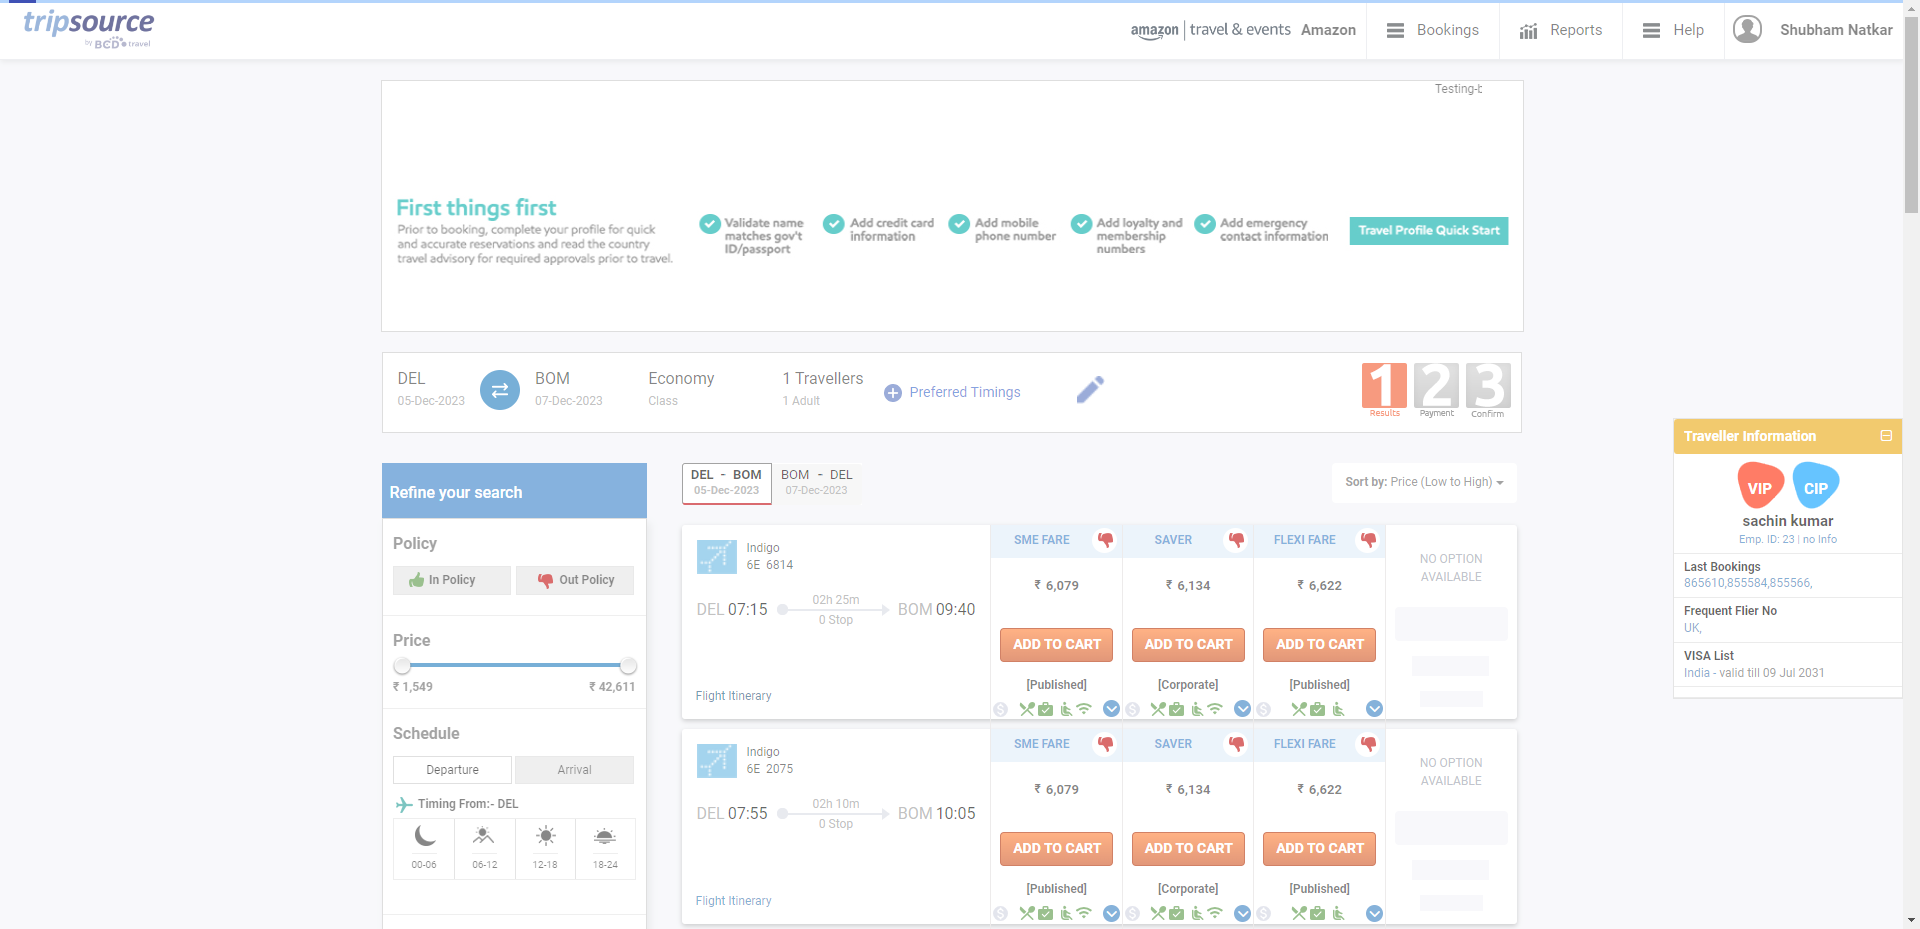 tripsource
by BCD travel
amazon | travel & events Amazon
Bookings
Reports
Help
Shubham Natkar
Testing-b
First things first
Prior to booking, complete your profile for quick
and accurate reservations and read the country
travel advisory for required approvals prior to travel.
Validate name
matches gov't
ID/passport
Add credit card
information
Add mobile
phone number
Add loyalty and
membership
numbers
Add emergency
contact information
Travel Profile Quick Start
DEL
05-Dec-2023
BOM
07-Dec-2023
Economy
Class
1 Travellers
1 Adult
Preferred Timings
1
Results
2
Payment
3
Confirm
Traveller Information
VIP
CIP
sachin kumar
Emp. ID: 23 | no Info
Last Bookings
865610,855584,855566,
Frequent Flier No
UK,
VISA List
India - valid till 09 Jul 2031
Refine your search
Policy
In Policy
Out Policy
Price
₹ 1,549
₹ 42,611
Schedule
Departure
Arrival
Timing From:- DEL
00-06
06-12
12-18
18-24
DEL - BOM
05-Dec-2023
BOM - DEL
07-Dec-2023
Sort by: Price (Low to High)
Indigo
6E 6814
DEL 07:15
02h 25m
0 Stop
BOM 09:40
Flight Itinerary
SME FARE
₹ 6,079
ADD TO CART
[Published]
SAVER
₹ 6,134
ADD TO CART
[Corporate]
FLEXI FARE
₹ 6,622
ADD TO CART
[Published]
NO OPTION
AVAILABLE
Indigo
6E 2075
DEL 07:55
02h 10m
0 Stop
BOM 10:05
Flight Itinerary
SME FARE
₹ 6,079
ADD TO CART
[Published]
SAVER
₹ 6,134
ADD TO CART
[Corporate]
FLEXI FARE
₹ 6,622
ADD TO CART
[Published]
NO OPTION
AVAILABLE